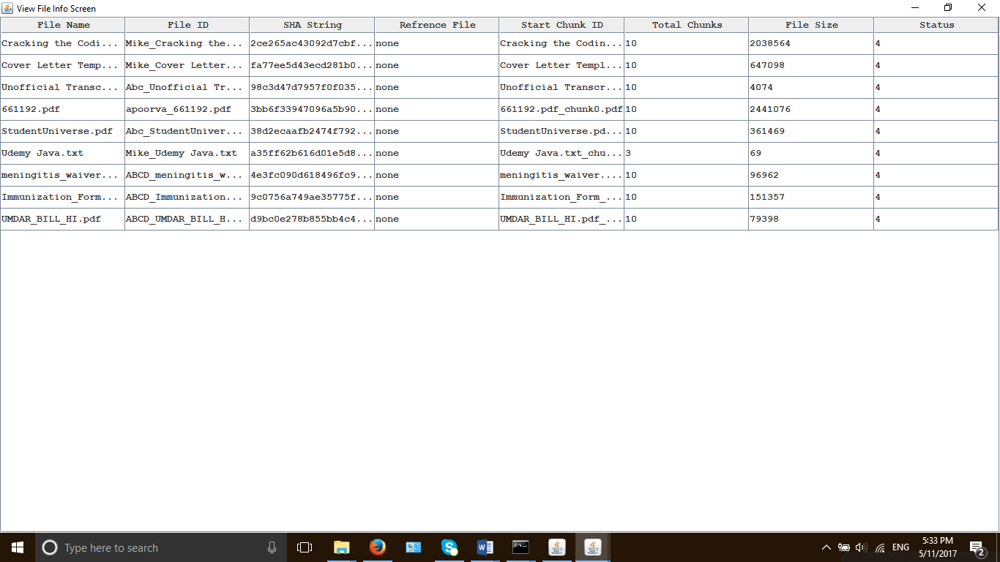 View File Info Screen
File Name File ID SHA String Refrence File Start Chunk ID Total Chunks File Size Status
Cracking the Codi... Mike_Cracking the... 2ce265ac43092d7cbf... none Cracking the Codin... 10 2038564 4
Cover Letter Temp... Mike_Cover Letter... fa77ee5d43ecd281b0... none Cover Letter Templ... 10 647098 4
Unofficial Transc... Abc_Unofficial Tr... 98c3d47d7957f0f035... none Unofficial Transcr... 10 4074 4
661192.pdf apoorva_661192.pdf 3bb6f33947096a5b90... none 661192.pdf_chunk0.pdf 10 2441076 4
StudentUniverse.pdf Abc_StudentUniver... 38d2ecaafb2474f792... none StudentUniverse.pd... 10 361469 4
Udemy Java.txt Mike_Udemy Java.txt a35ff62b616d01e5d8... none Udemy Java.txt_chu... 3 69 4
meningitis_waiver... ABCD_meningitis_w... 4e3fc090d618496fc9... none meningitis_waiver.... 10 96962 4
Immunization_Form... ABCD_Immunization... 9c0756a749ae35775f... none Immunization_Form_... 10 151357 4
UMDAR_BILL_HI.pdf ABCD_UMDAR_BILL_H... d9bc0e278b855bb4c4... none UMDAR_BILL_HI.pdf_... 10 79398 4
Type here to search
ENG
5:33 PM
5/11/2017
2